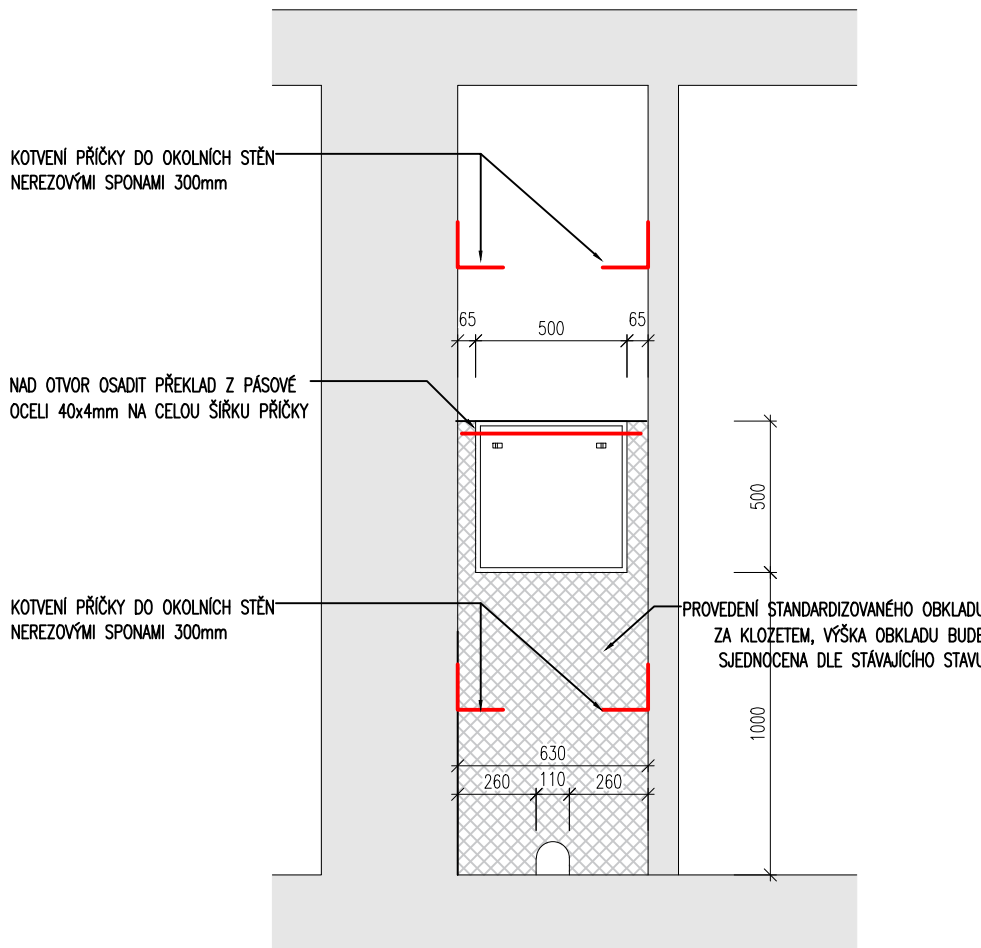 KOTVENÍ PŘÍČKY DO OKOLNÍCH STĚN
NEREZOVÝMI SPONAMI 300mm
65
500
65
NAD OTVOR OSADIT PŘEKLAD Z PÁSOVÉ
OCELI 40x4mm NA CELOU ŠÍŘKU PŘÍČKY
500
KOTVENÍ PŘÍČKY DO OKOLNÍCH STĚN
NEREZOVÝMI SPONAMI 300mm
PROVEDENÍ STANDARDIZOVANÉHO OBKLADU
ZA KLOZETEM, VÝŠKA OBKLADU BUDE
SJEDNOCENA DLE STÁVAJÍCÍHO STAVU
1000
630
260
110
260